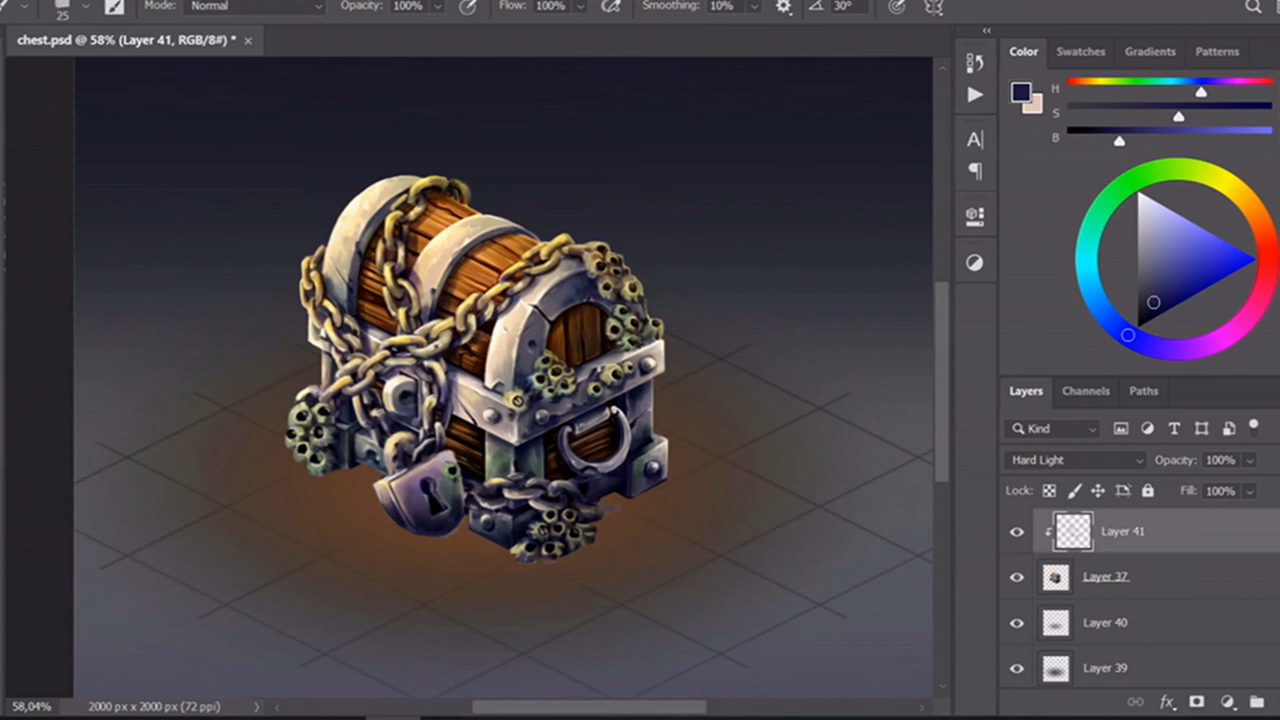 25 Mode: Normal Opacity: 100% Flow: 100% Smoothing: 10% 30°
chest.psd @ 58% (Layer 41, RGB/8#) * ×
Color Swatches Gradients Patterns
H
S
B
A
Layers Channels Paths
Kind
T
Hard Light Opacity: 100%
Lock: Fill: 100%
Layer 41
Layer 37
Layer 40
Layer 39
58,04% 2000 px x 2000 px (72 ppi)
fx